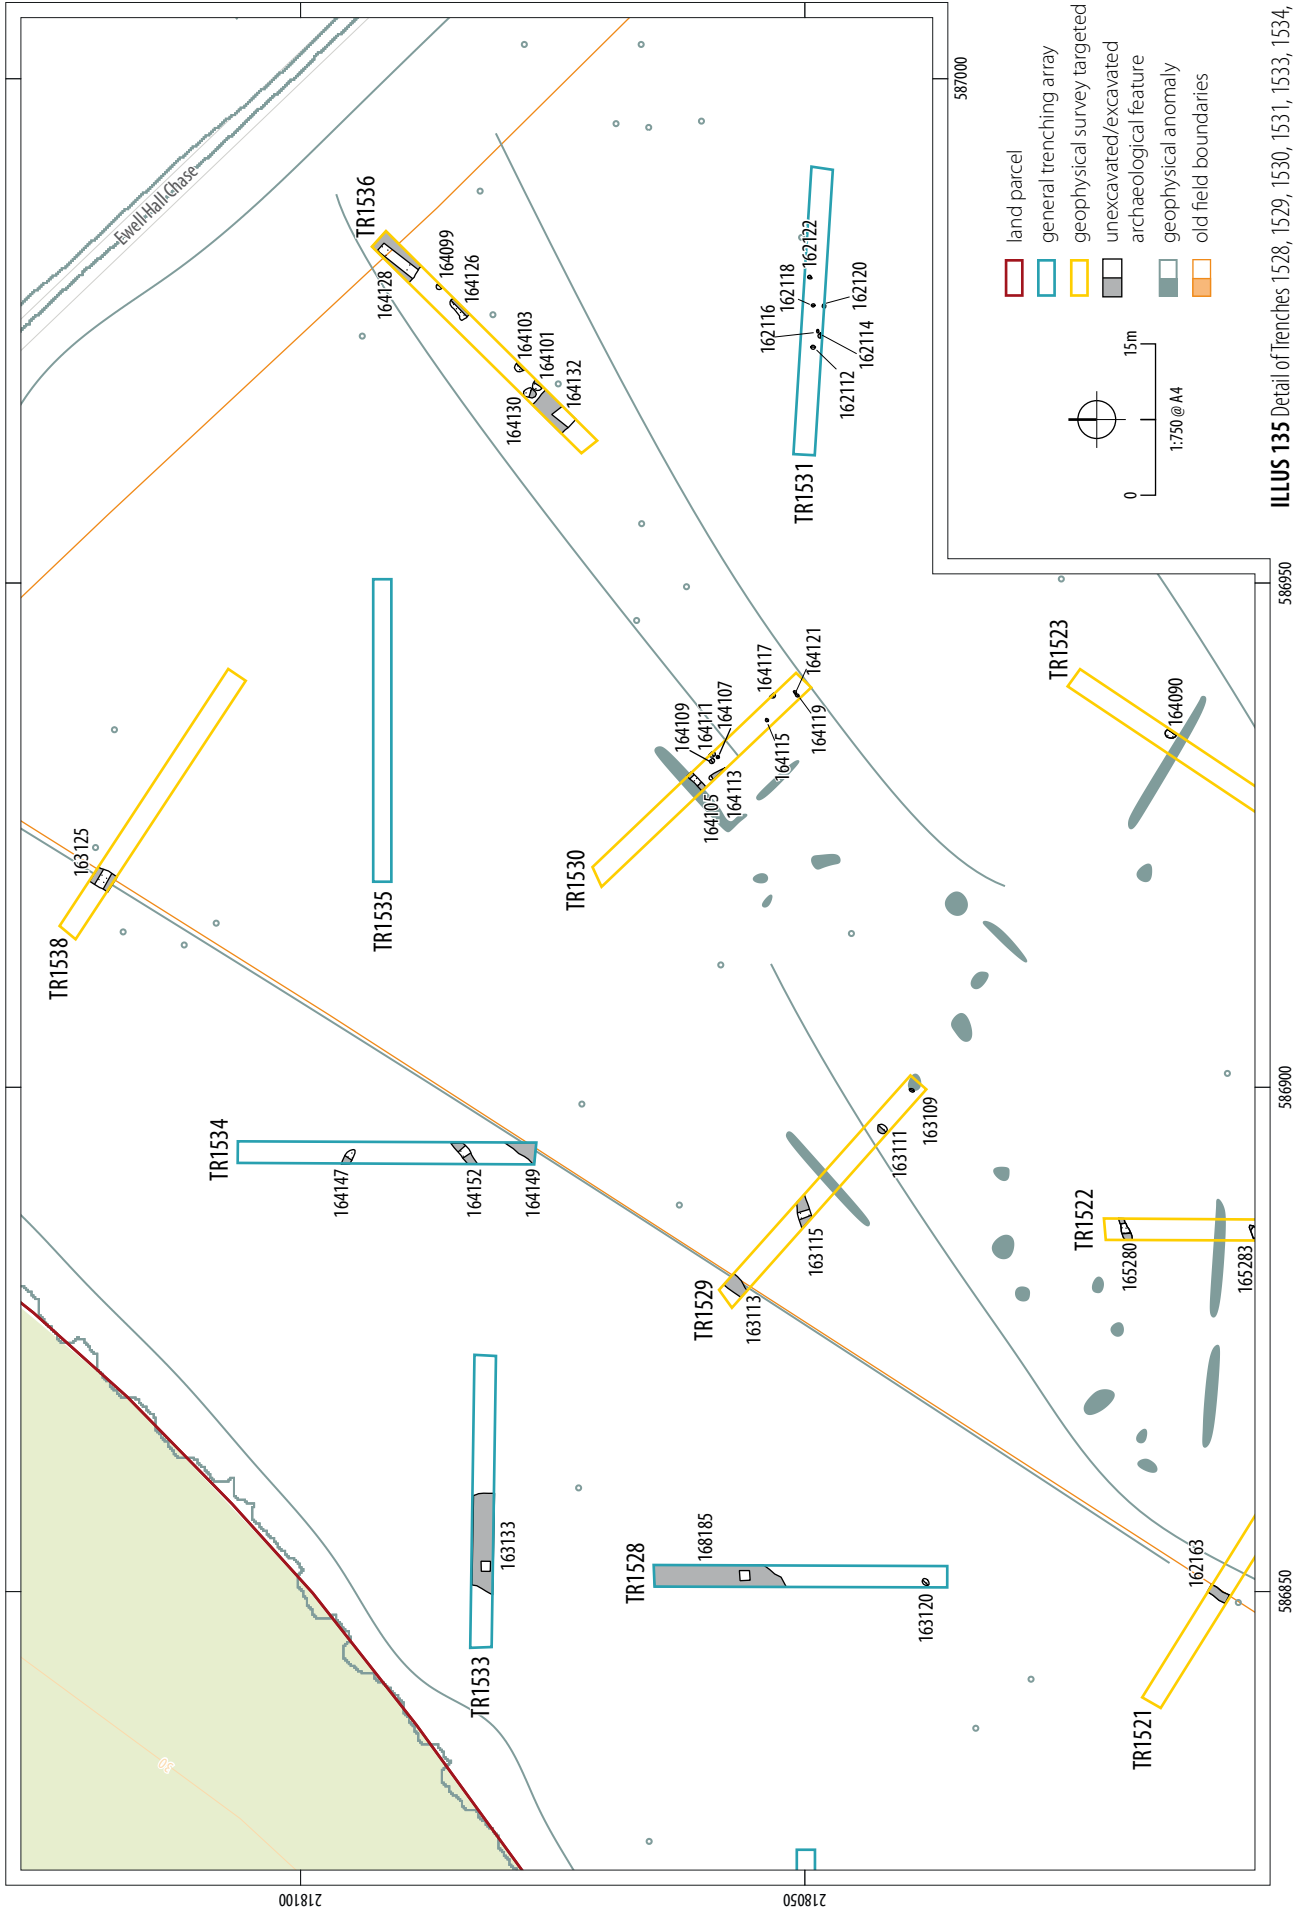 Ewell-Hall-Chase
TR1536
164128
164099
164126
164103
164101
164130
164132
162122
162118
162120
162116
162114
162112
TR1531
TR1538
163125
TR1535
TR1530
164109
164111
164107
164117
164121
164119
164115
164113
164105
TR1523
164090
TR1534
164147
164152
164149
TR1529
163113
163115
163111
163109
TR1522
165280
165283
TR1533
163133
TR1528
168185
163120
TR1521
162163
50
218100
218050
586850
586900
586950
587000
land parcel
general trenching array
geophysical survey targeted
unexcavated/excavated
archaeological feature
geophysical anomaly
old field boundaries
0
15m
1:750 @ A4
ILLUS 135 Detail of Trenches 1528, 1529, 1530, 1531, 1533, 1534,